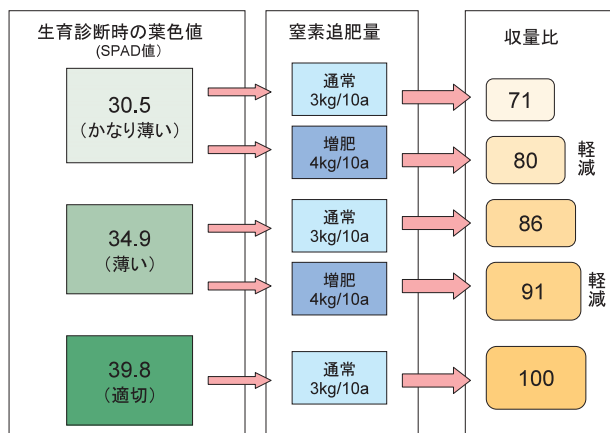 生育診断時の葉色値
(SPAD値)
窒素追肥量
収量比
30.5
(かなり薄い)
通常
3kg/10a
71
増肥
4kg/10a
80
軽減
34.9
(薄い)
通常
3kg/10a
86
増肥
4kg/10a
91
軽減
39.8
(適切)
通常
3kg/10a
100